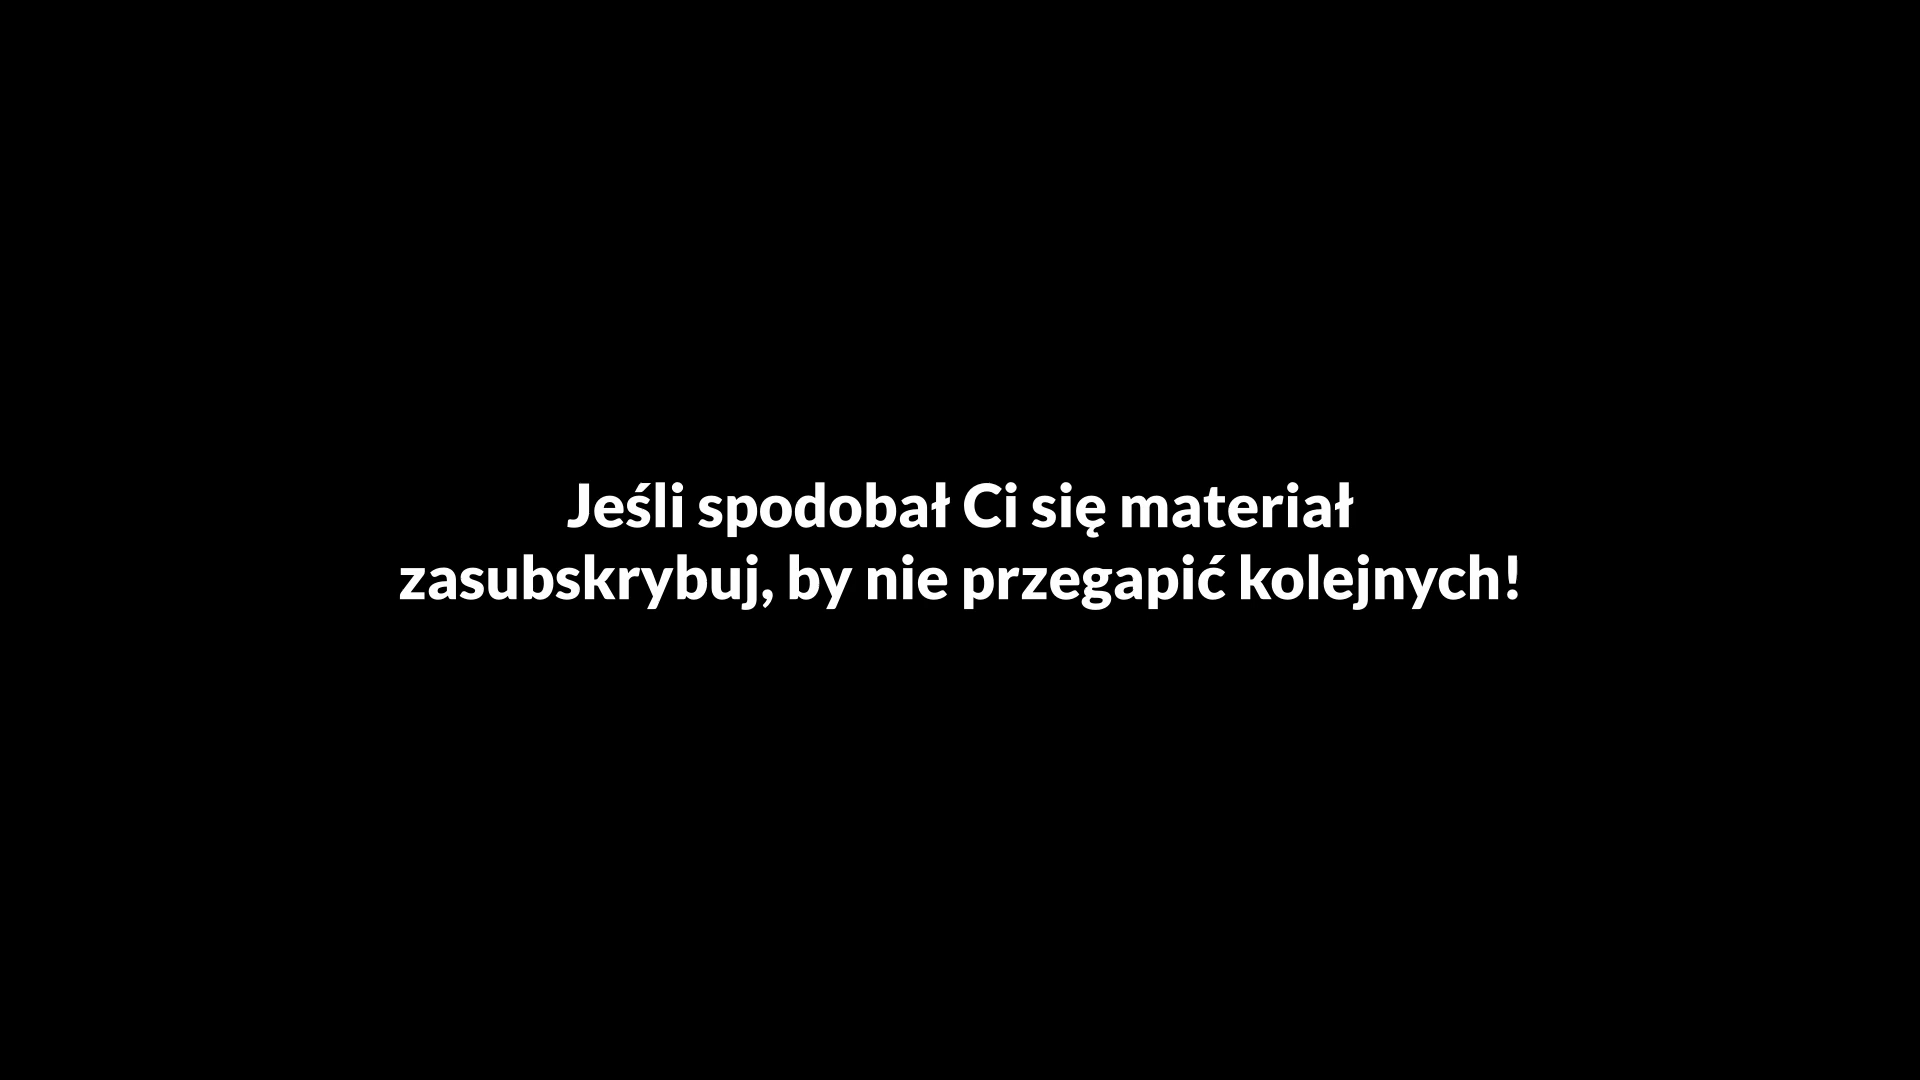 Jeśli spodobał Ci się materiał
zasubskrybuj, by nie przegapić kolejnych!